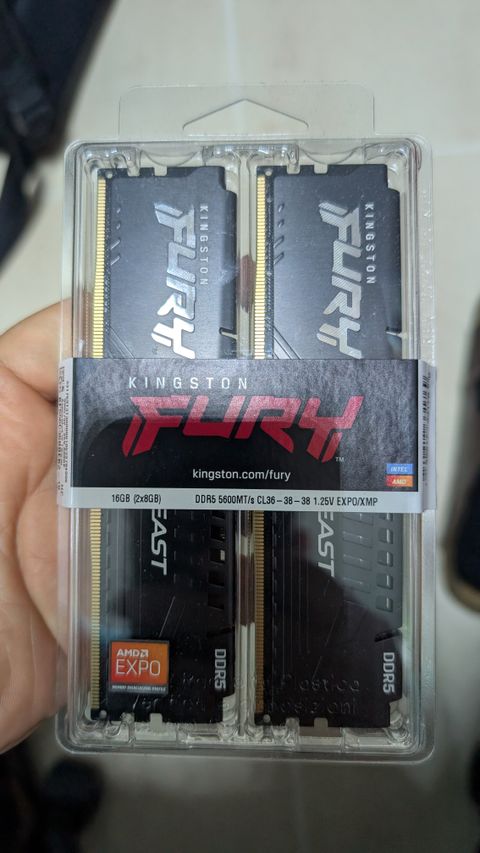 KINGSTON
FURY
KINGSTON
FURY
KINGSTON
FURY™
kingston.com/fury
INTEL
AMD
16GB (2x8GB)
DDR5 5600MT/s CL36-38-38 1.25V EXPO/XMP
EAST
EAST
AMD
EXPO
DDR5
DDR5